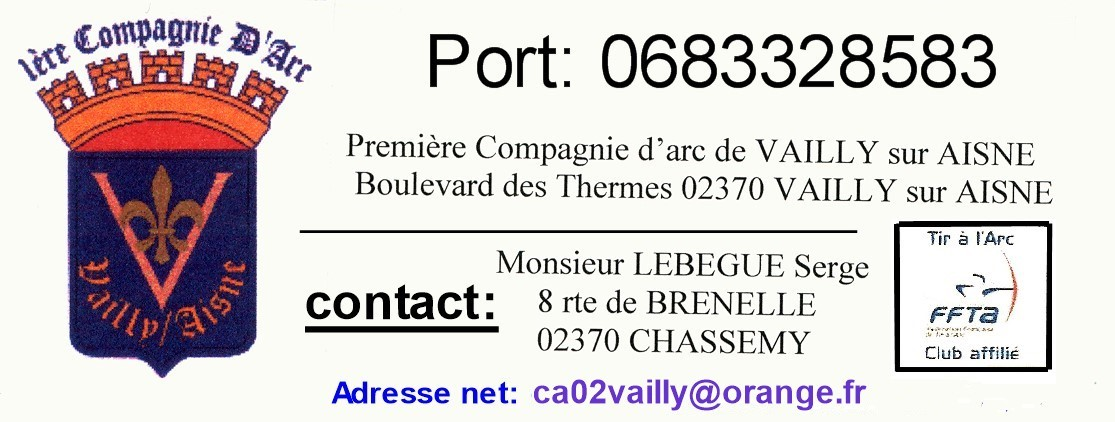 1ère Compagnie D'Arc
Vailly/Aisne
Port: 0683328583
Première Compagnie d'arc de VAILLY sur AISNE
Boulevard des Thermes 02370 VAILLY sur AISNE
contact:
Monsieur LEBEGUE Serge
8 rte de BRENELLE
02370 CHASSEMY
Adresse net: ca02vailly@orange.fr
Tir à l'Arc
FFTA
Club affilié